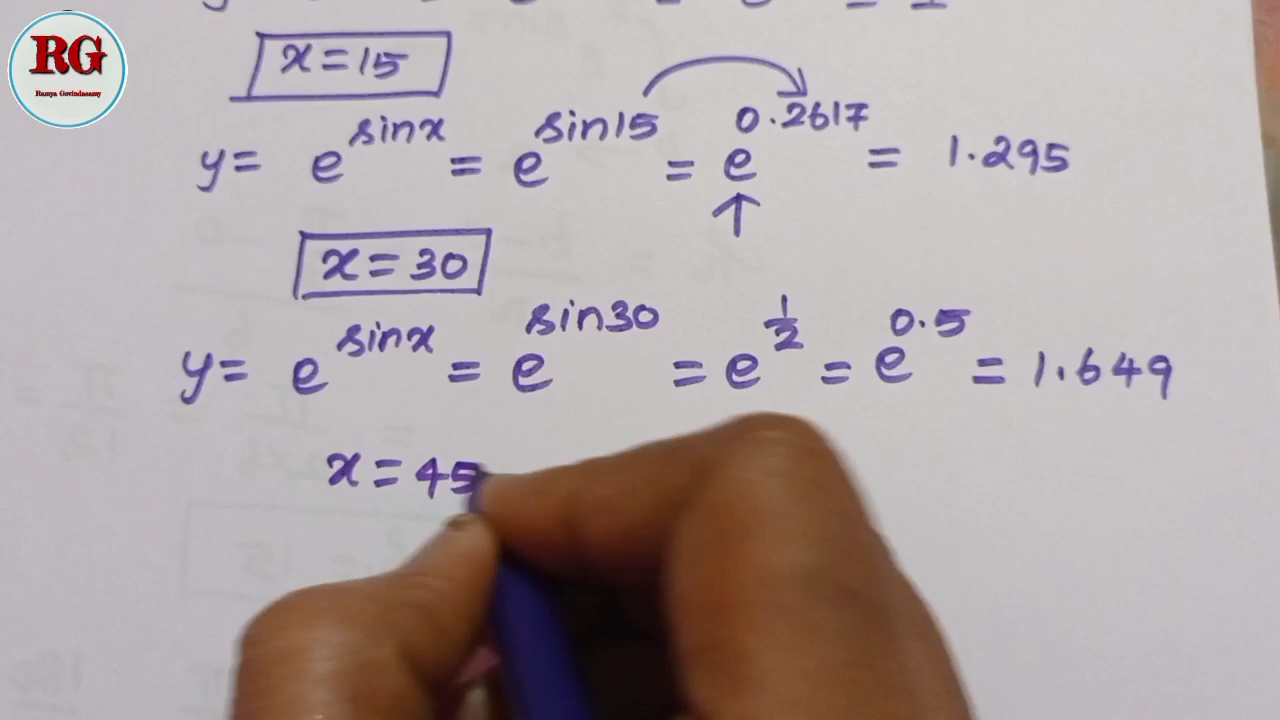 RG
Ramya Govindasamy
x=15
y= e^sinx = e^sin15 = e^0.2617 = 1.295
x=30
y= e^sinx = e^sin30 = e^1/2 = e^0.5 = 1.649
x=45